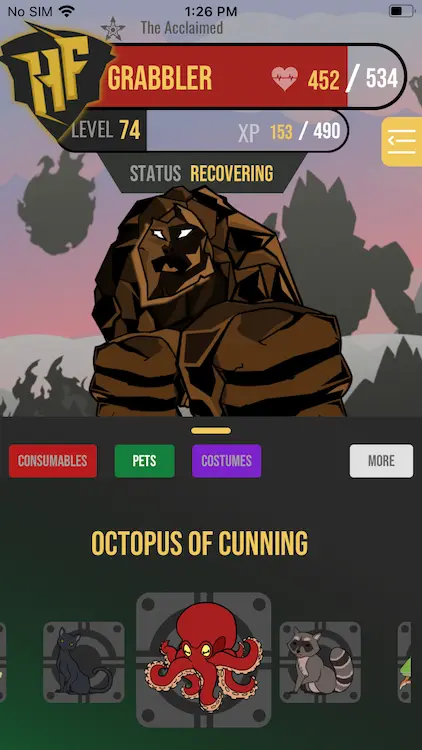 No SIM 1:26 PM
The Acclaimed
HF
GRABBLER 452 / 534
LEVEL 74 XP 153 / 490
STATUS RECOVERING
CONSUMABLES PETS COSTUMES MORE
OCTOPUS OF CUNNING